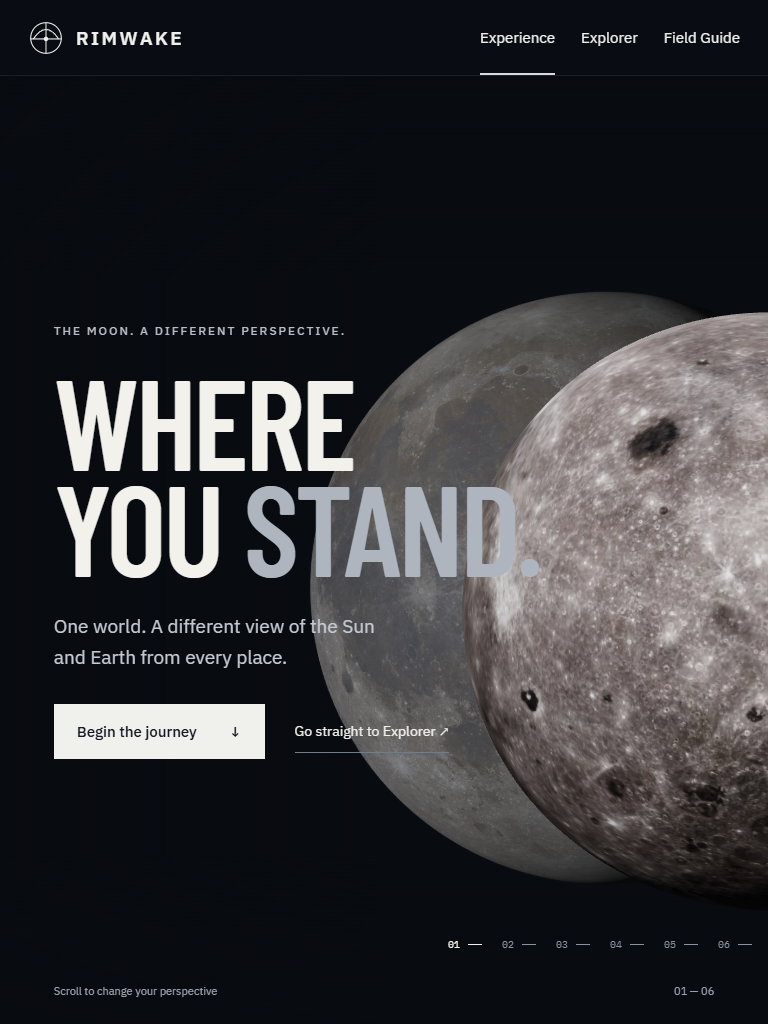 RIMWAKE
Experience Explorer Field Guide
THE MOON. A DIFFERENT PERSPECTIVE.
WHERE
YOU STAND.
One world. A different view of the Sun
and Earth from every place.
Begin the journey ↓
Go straight to Explorer ↗
01 02 03 04 05 06
Scroll to change your perspective
01 — 06